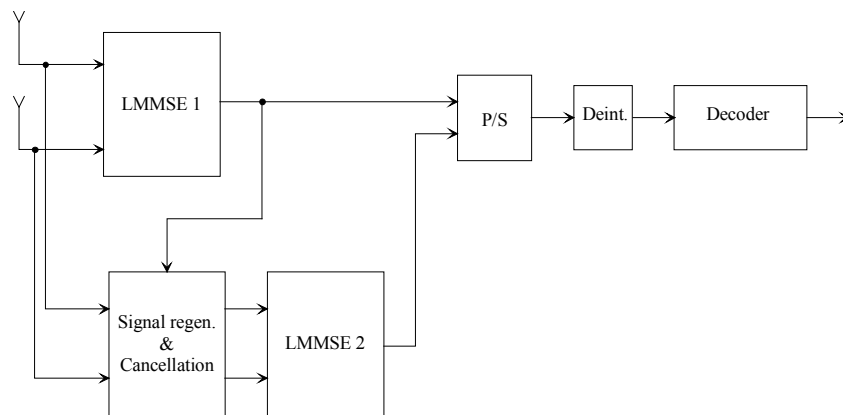 LMMSE 1
P/S
Deint.
Decoder
Signal regen.
&
Cancellation
LMMSE 2